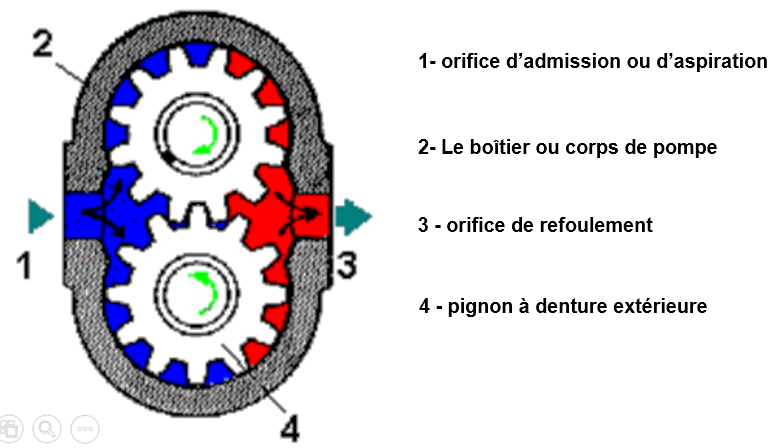 2
1- orifice d’admission ou d’aspiration
2- Le boîtier ou corps de pompe
1
3
3 - orifice de refoulement
4 - pignon à denture extérieure
4